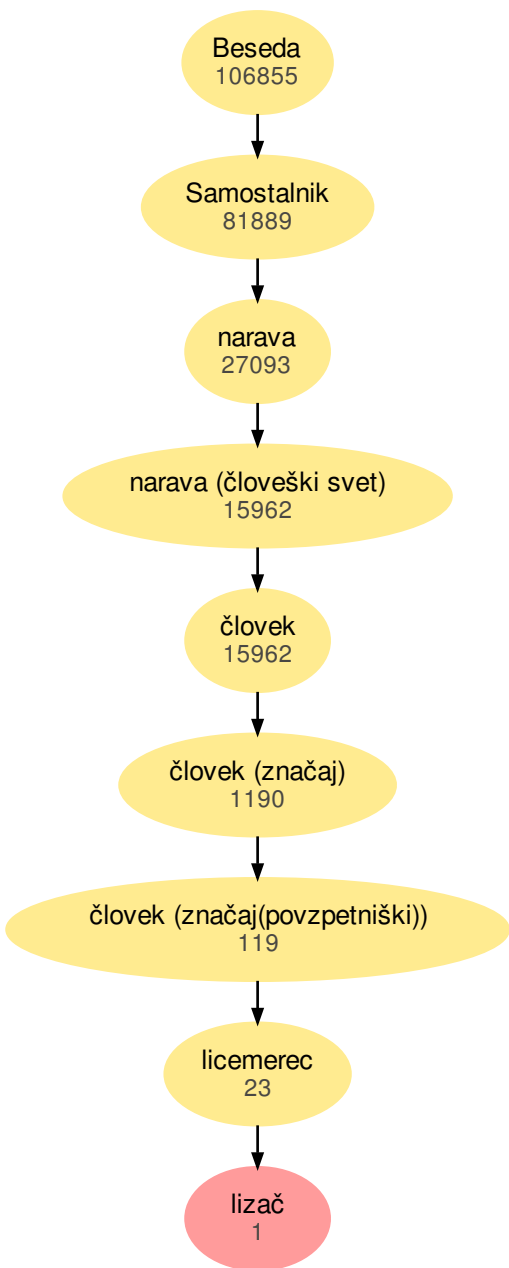 Beseda
106855
Samostalnik
81889
narava
27093
narava (človeški svet)
15962
človek
15962
človek (značaj)
1190
človek (značaj(povzpetniški))
119
licemerec
23
lizač
1